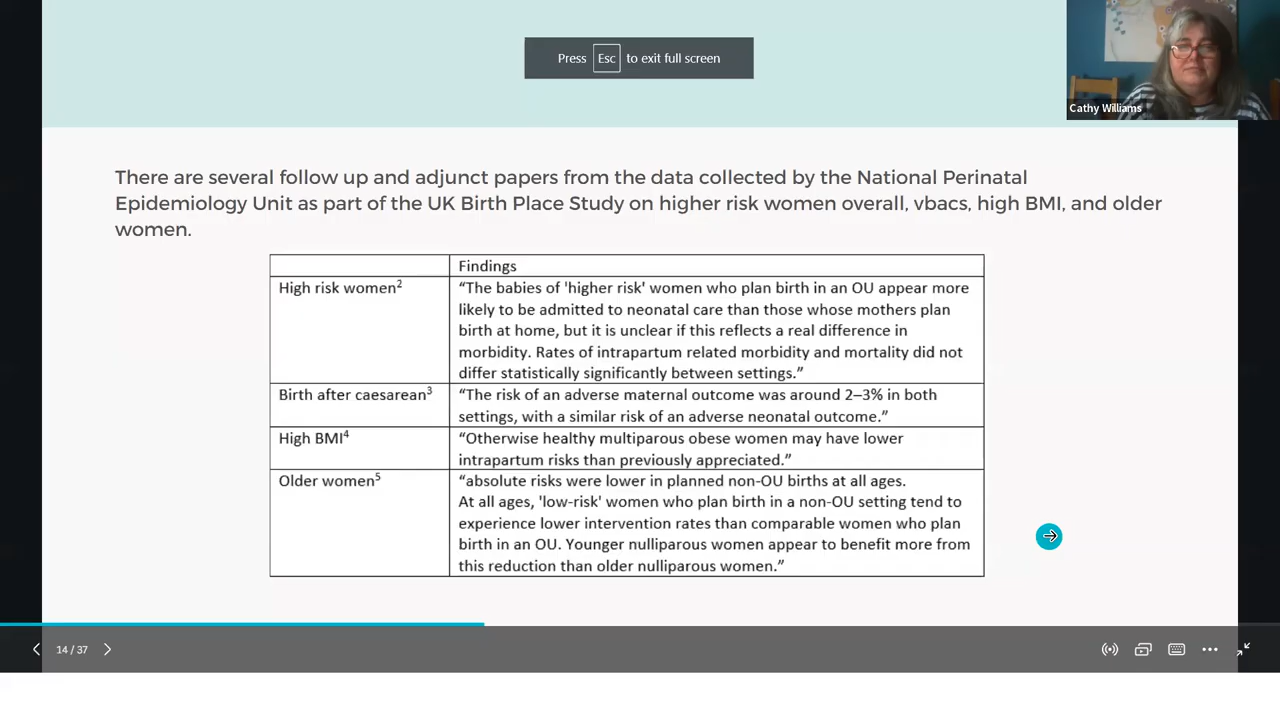 Press Esc to exit full screen
Cathy Williams
There are several follow up and adjunct papers from the data collected by the National Perinatal
Epidemiology Unit as part of the UK Birth Place Study on higher risk women overall, vbacs, high BMI, and older
women.
Findings
High risk women2
“The babies of 'higher risk' women who plan birth in an OU appear more
likely to be admitted to neonatal care than those whose mothers plan
birth at home, but it is unclear if this reflects a real difference in
morbidity. Rates of intrapartum related morbidity and mortality did not
differ statistically significantly between settings.”
Birth after caesarean3
“The risk of an adverse maternal outcome was around 2–3% in both
settings, with a similar risk of an adverse neonatal outcome.”
High BMI4
“Otherwise healthy multiparous obese women may have lower
intrapartum risks than previously appreciated.”
Older women5
“absolute risks were lower in planned non-OU births at all ages.
At all ages, 'low-risk' women who plan birth in a non-OU setting tend to
experience lower intervention rates than comparable women who plan
birth in an OU. Younger nulliparous women appear to benefit more from
this reduction than older nulliparous women.”
14 / 37